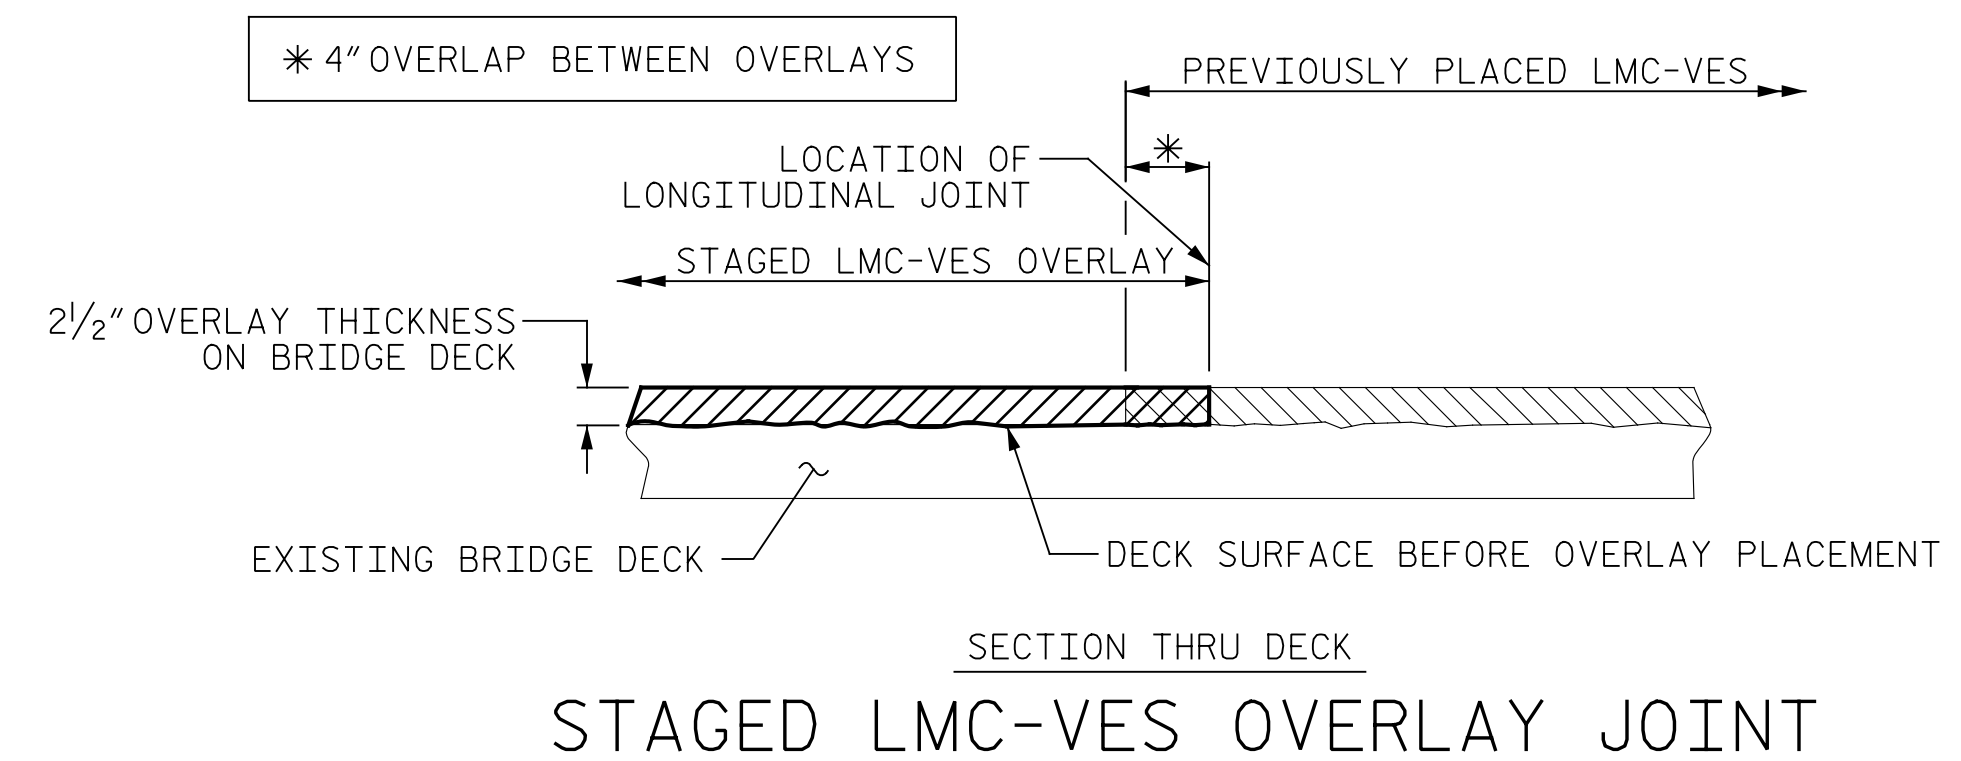 * 4" OVERLAP BETWEEN OVERLAYS
PREVIOUSLY PLACED LMC-VES
*
LOCATION OF
LONGITUDINAL JOINT
STAGED LMC-VES OVERLAY
2 1/2" OVERLAY THICKNESS
ON BRIDGE DECK
EXISTING BRIDGE DECK
DECK SURFACE BEFORE OVERLAY PLACEMENT
SECTION THRU DECK
STAGED LMC-VES OVERLAY JOINT